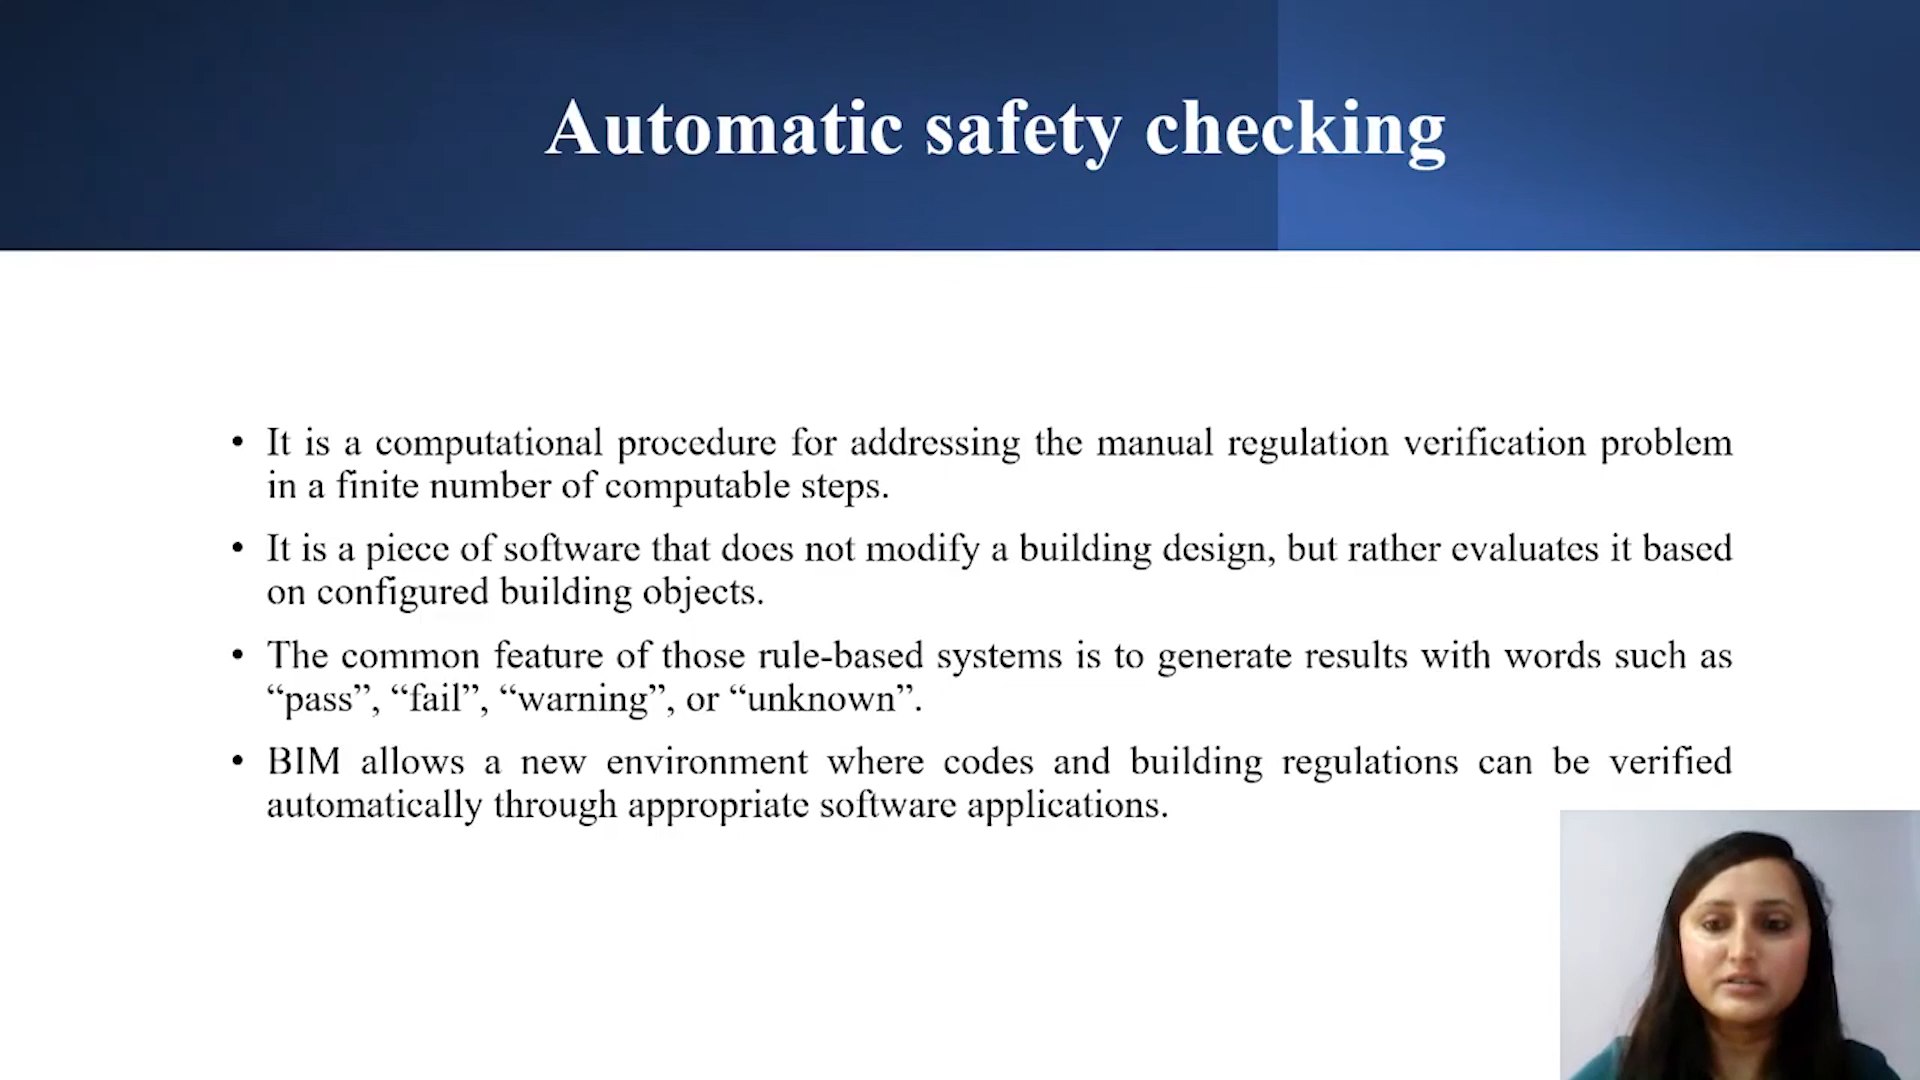 Automatic safety checking
• It is a computational procedure for addressing the manual regulation verification problem
in a finite number of computable steps.
• It is a piece of software that does not modify a building design, but rather evaluates it based
on configured building objects.
• The common feature of those rule-based systems is to generate results with words such as
“pass”, “fail”, “warning”, or “unknown”.
• BIM allows a new environment where codes and building regulations can be verified
automatically through appropriate software applications.